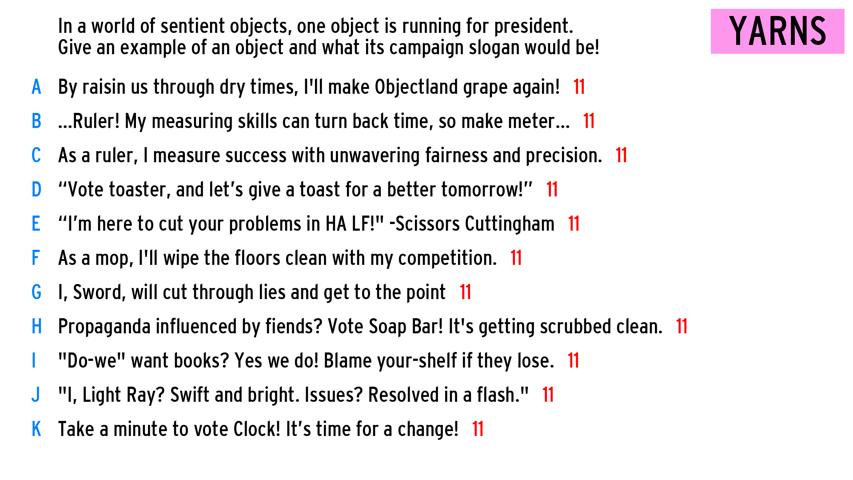 In a world of sentient objects, one object is running for president.
Give an example of an object and what its campaign slogan would be!
YARNS
A By raisin us through dry times, I'll make Objectland grape again! 11
B ...Ruler! My measuring skills can turn back time, so make meter... 11
C As a ruler, I measure success with unwavering fairness and precision. 11
D “Vote toaster, and let’s give a toast for a better tomorrow!” 11
E “I’m here to cut your problems in HA LF!" -Scissors Cuttingham 11
F As a mop, I'll wipe the floors clean with my competition. 11
G I, Sword, will cut through lies and get to the point 11
H Propaganda influenced by fiends? Vote Soap Bar! It's getting scrubbed clean. 11
I "Do-we" want books? Yes we do! Blame your-shelf if they lose. 11
J "I, Light Ray? Swift and bright. Issues? Resolved in a flash." 11
K Take a minute to vote Clock! It’s time for a change! 11